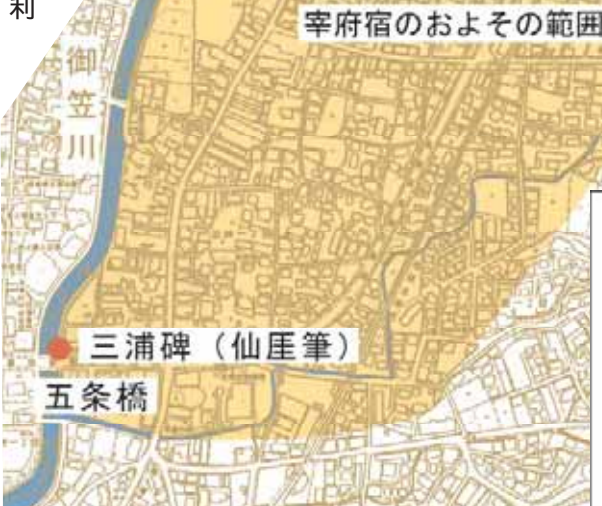 利
宰府宿のおよその範囲
御笠川
三浦碑（仙厓筆）
五条橋